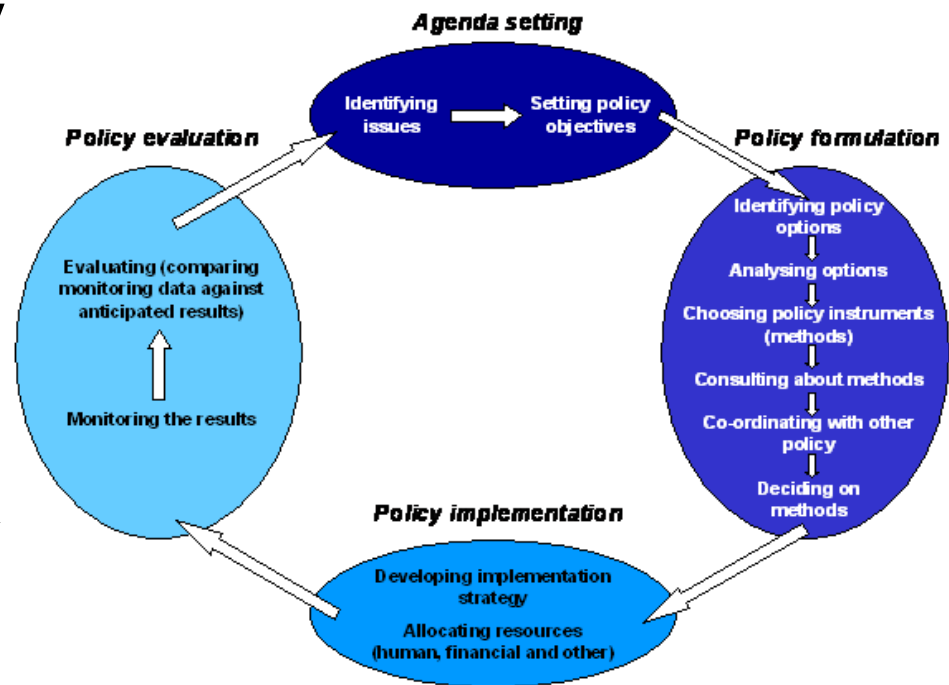 Agenda setting
Identifying
issues
Setting policy
objectives
Policy formulation
Identifying policy
options
Analysing options
Choosing policy instruments
(methods)
Consulting about methods
Co-ordinating with other
policy
Deciding on
methods
Policy implementation
Developing implementation
strategy
Allocating resources
(human, financial and other)
Policy evaluation
Evaluating (comparing
monitoring data against
anticipated results)
Monitoring the results